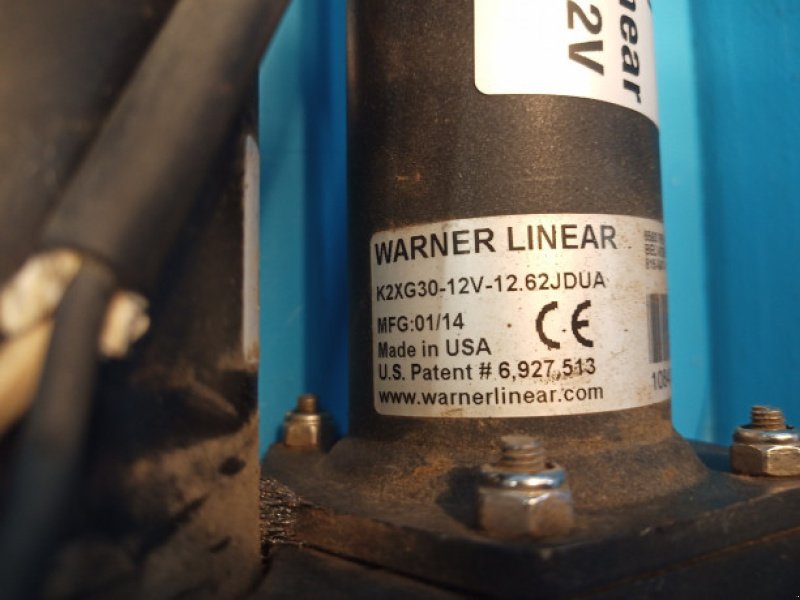 near
2V
WARNER LINEAR
K2XG30-12V-12.62JDUA
MFG:01/14
CE
Made in USA
U.S. Patent # 6,927,513
www.warnerlinear.com